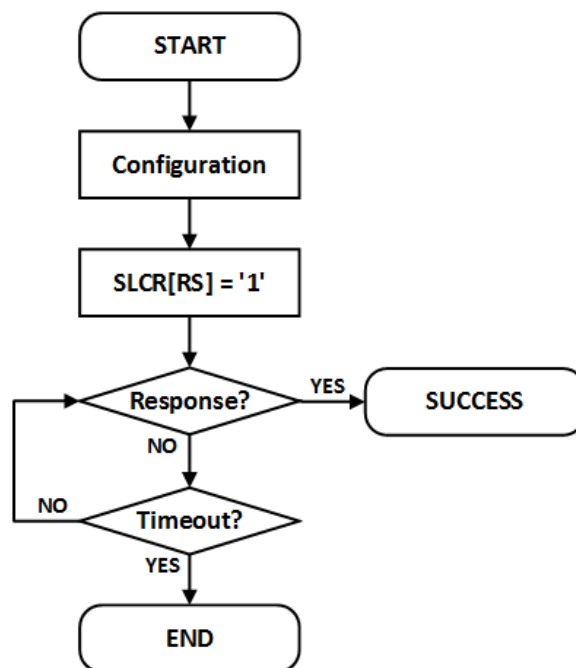 START
Configuration
SLCR[RS] = '1'
Response?
YES
SUCCESS
NO
NO
Timeout?
YES
END